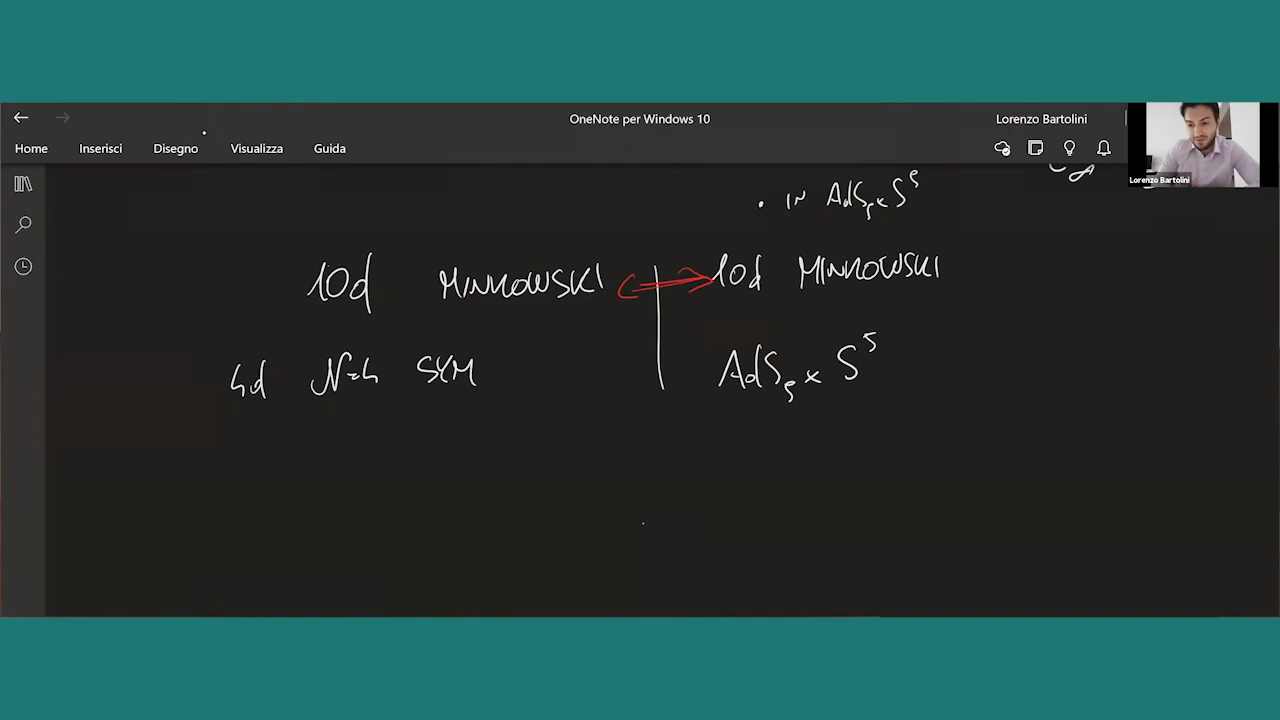 OneNote per Windows 10
Lorenzo Bartolini
Home Inserisci Disegno Visualizza Guida
Lorenzo Bartolini
• IN AdS₅ x S⁵
10d MINKOWSKI 10d MINKOWSKI
4d N=4 SYM AdS₅ x S⁵